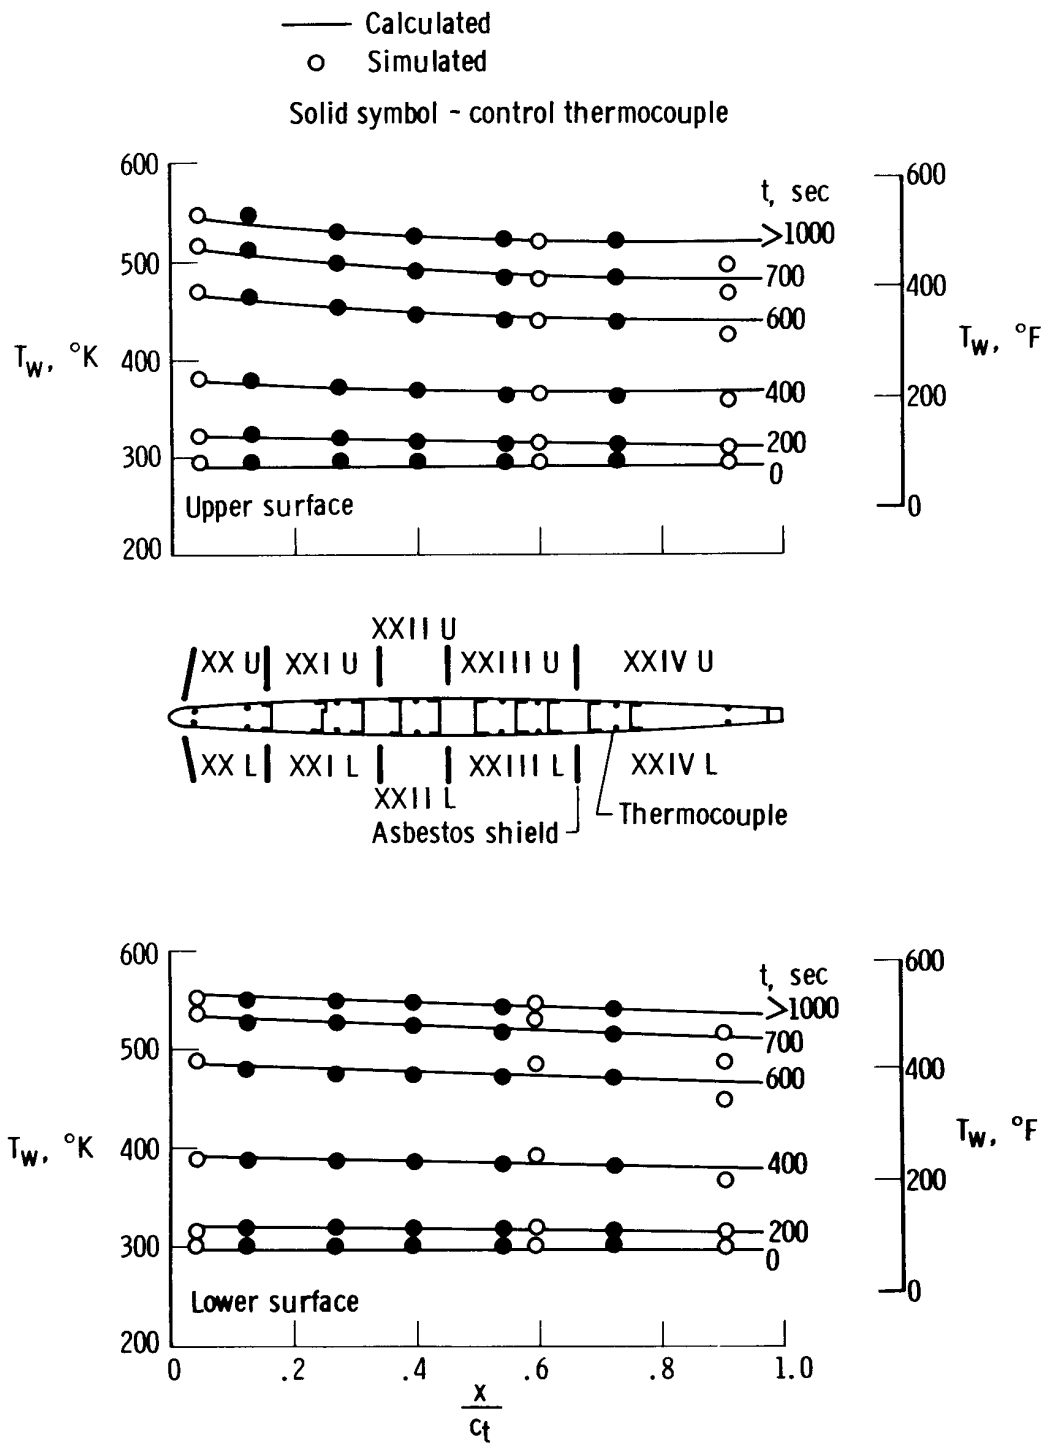 Calculated
Simulated
Solid symbol - control thermocouple
600
500
400
300
200
T_w, °K
t, sec
>1000
700
600
400
200
0
600
400
200
0
T_w, °F
Upper surface
XXII U
XX U XXI U XXIII U XXIV U
XX L XXI L XXIII L XXIV L
XXII L
Asbestos shield
Thermocouple
600
500
400
300
200
T_w, °K
t, sec
>1000
700
600
400
200
0
600
400
200
0
T_w, °F
Lower surface
0 .2 .4 .6 .8 1.0
x
c_t